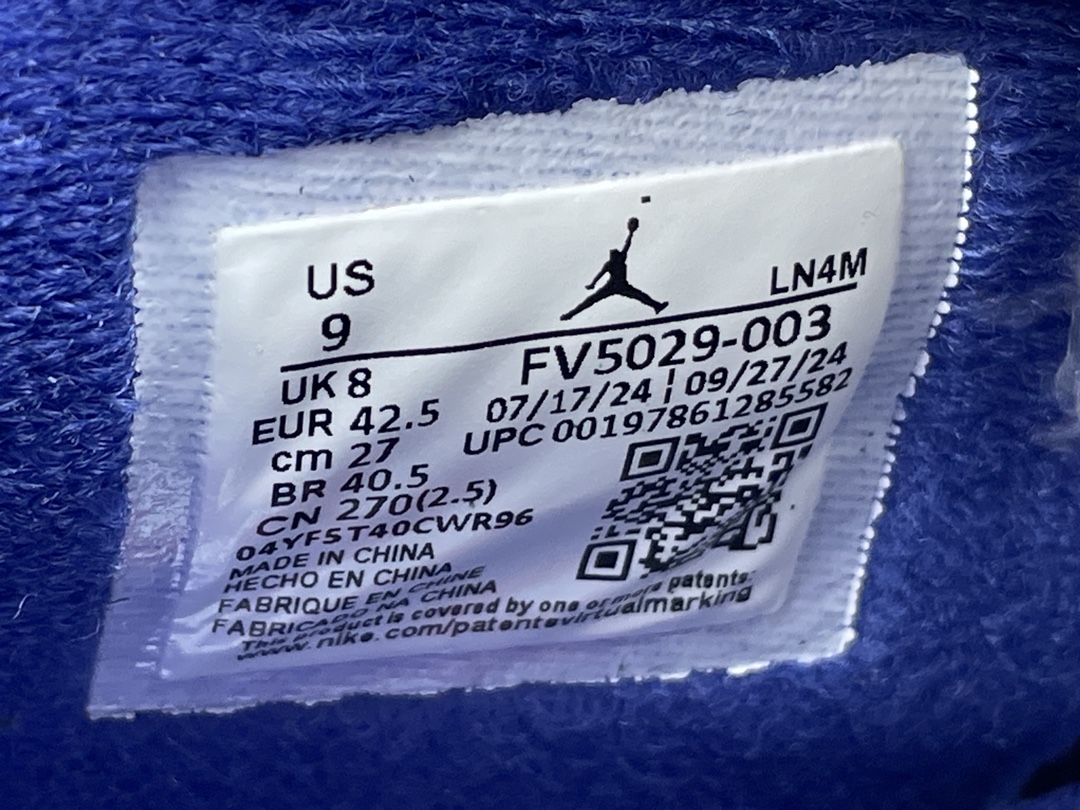 US
9
LN4M
UK 8
EUR 42.5
cm 27
BR 40.5
CN 270(2.5)
04YFST40CWR96
MADE IN CHINA
HECHO EN CHINA
FABRIQUE EN CHINE
FABRICADO NA CHINA
FV5029-003
07/17/24 | 09/27/24
UPC 00197861285582
This product is covered by one or more patents:
www.nike.com/patentsvirtualmarking